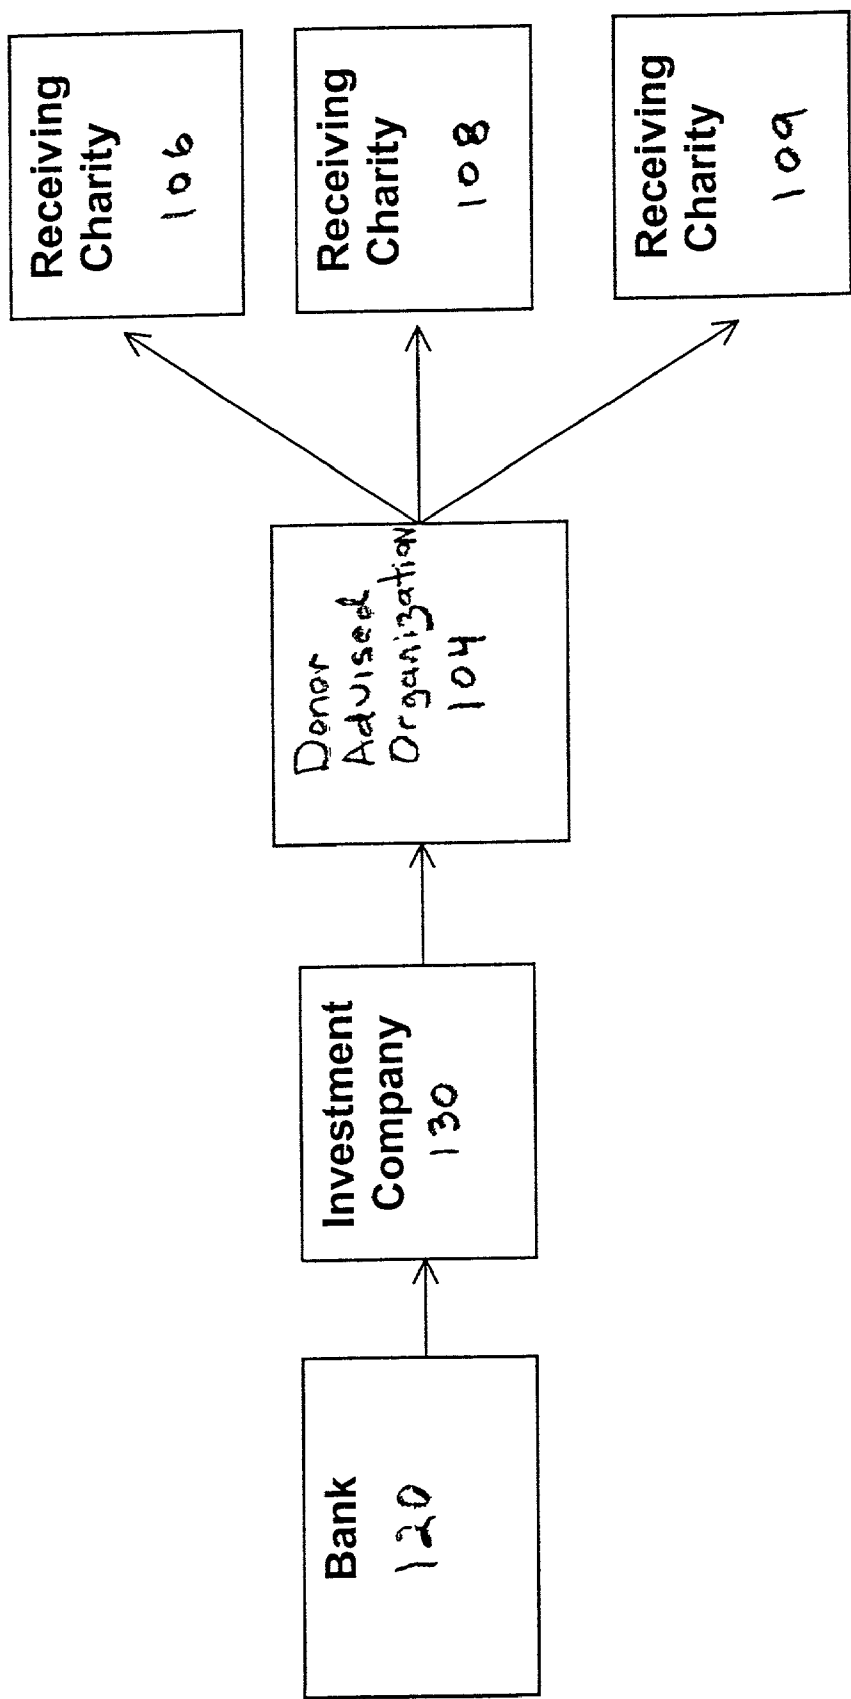 Bank
120
Investment
Company
130
Donor
Advised
Organization
104
Receiving
Charity
106
Receiving
Charity
108
Receiving
Charity
109